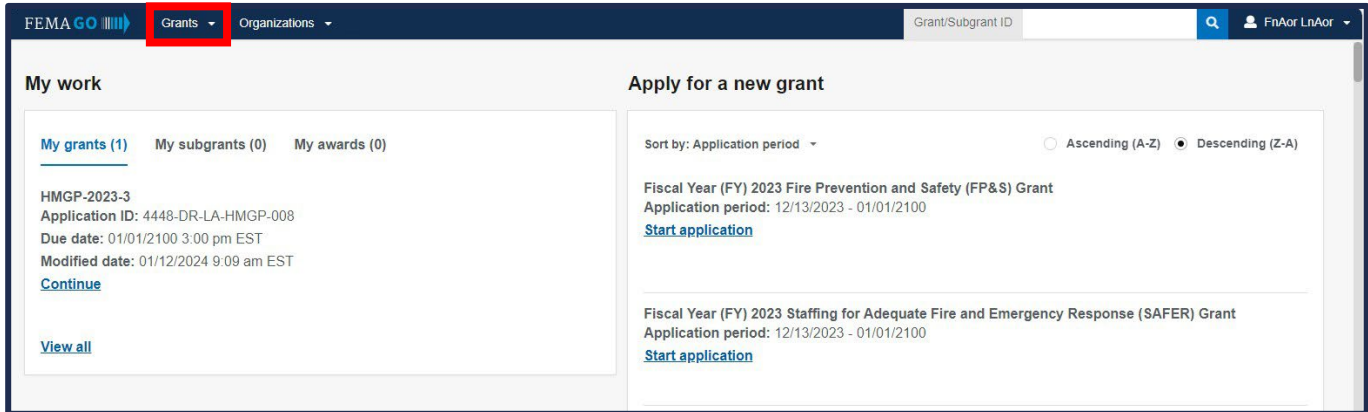 FEMA GO Grants Organizations Grant/Subgrant ID FnAor LnAor
My work
My grants (1) My subgrants (0) My awards (0)
HMGP-2023-3
Application ID: 4448-DR-LA-HMGP-008
Due date: 01/01/2100 3:00 pm EST
Modified date: 01/12/2024 9:09 am EST
Continue
View all
Apply for a new grant
Sort by: Application period Ascending (A-Z) Descending (Z-A)
Fiscal Year (FY) 2023 Fire Prevention and Safety (FP&S) Grant
Application period: 12/13/2023 - 01/01/2100
Start application
Fiscal Year (FY) 2023 Staffing for Adequate Fire and Emergency Response (SAFER) Grant
Application period: 12/13/2023 - 01/01/2100
Start application